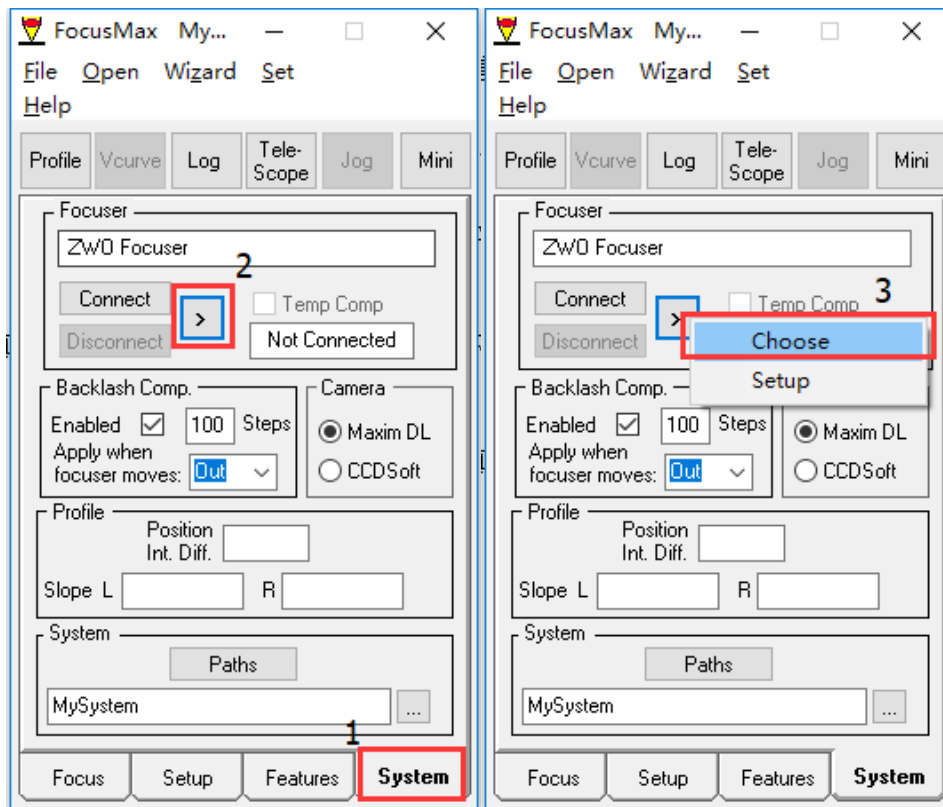 FocusMax My...
File Open Wizard Set
Help
Profile Vcurve Log Tele-
Scope Jog Mini
Focuser
ZWO Focuser
2
Connect > Temp Comp
Disconnect Not Connected
Backlash Comp. Camera
Enabled 100 Steps Maxim DL
Apply when
focuser moves: Out CCDSoft
Profile
Position
Int. Diff.
Slope L R
System
Paths
MySystem ...
1
Focus Setup Features System
FocusMax My...
File Open Wizard Set
Help
Profile Vcurve Log Tele-
Scope Jog Mini
Focuser
ZWO Focuser
3
Connect > Temp Comp
Disconnect Choose
Setup
Backlash Comp.
Enabled 100 Steps Maxim DL
Apply when
focuser moves: Out CCDSoft
Profile
Position
Int. Diff.
Slope L R
System
Paths
MySystem ...
Focus Setup Features System